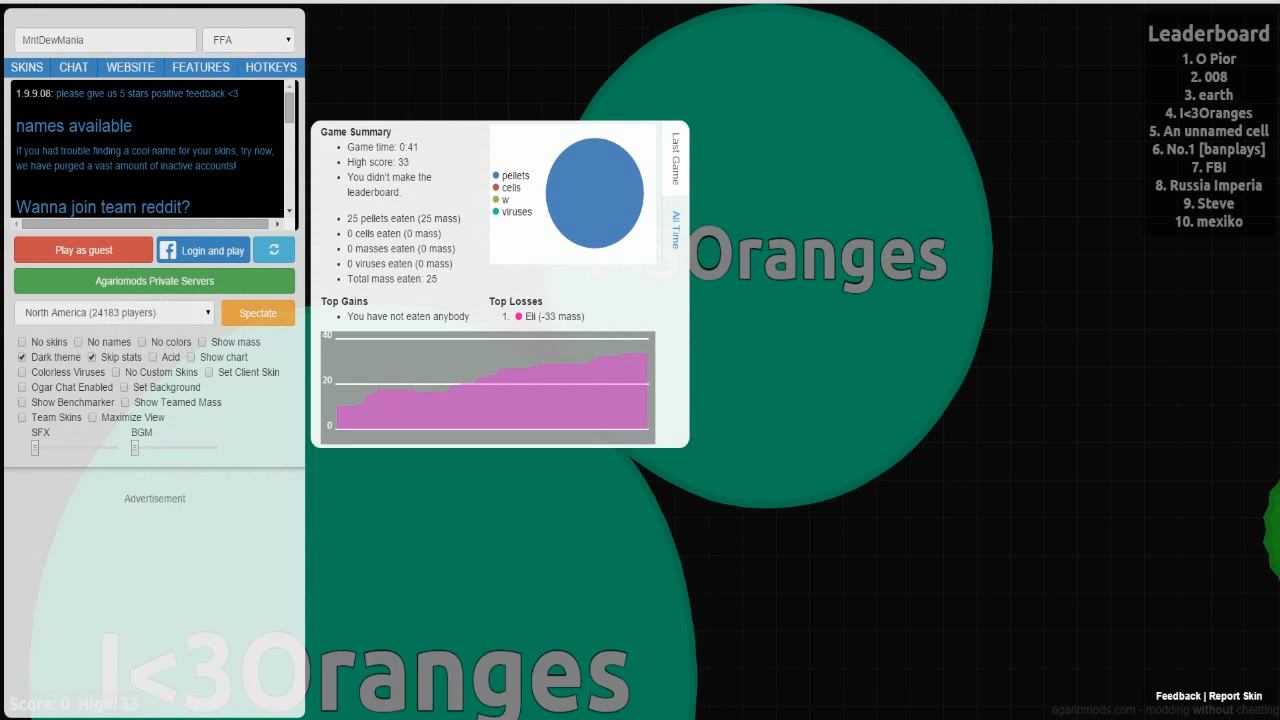 MntDewMania
FFA
SKINS CHAT WEBSITE FEATURES HOTKEYS
1.9.9.08: please give us 5 stars positive feedback <3
names available
If you had trouble finding a cool name for your skins, try now,
we have purged a vast amount of inactive accounts!
Wanna join team reddit?
Play as guest
Login and play
Agariomods Private Servers
North America (24183 players)
Spectate
No skins No names No colors Show mass
Dark theme Skip stats Acid Show chart
Colorless Viruses No Custom Skins Set Client Skin
Ogar Chat Enabled Set Background
Show Benchmarker Show Teamed Mass
Team Skins Maximize View
SFX BGM
Advertisement
Score: 0 High: 33
Game Summary
Game time: 0:41
High score: 33
You didn't make the
leaderboard.
25 pellets eaten (25 mass)
0 cells eaten (0 mass)
0 masses eaten (0 mass)
0 viruses eaten (0 mass)
Total mass eaten: 25
pellets
cells
w
viruses
Last Game
All Time
Top Gains
You have not eaten anybody
Top Losses
1. Eli (-33 mass)
40
20
0
I<3Oranges
I<3Oranges
Leaderboard
1. O Pior
2. 008
3. earth
4. I<3Oranges
5. An unnamed cell
6. No.1 [banplays]
7. FBI
8. Russia Imperia
9. Steve
10. mexiko
Feedback | Report Skin
agariomods.com - modding without cheating